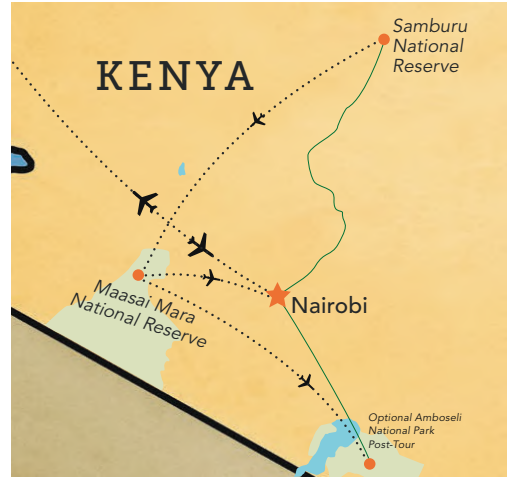 Samburu
National
Reserve
KENYA
Maasai Mara
National Reserve
Nairobi
Optional Amboseli
National Park
Post-Tour